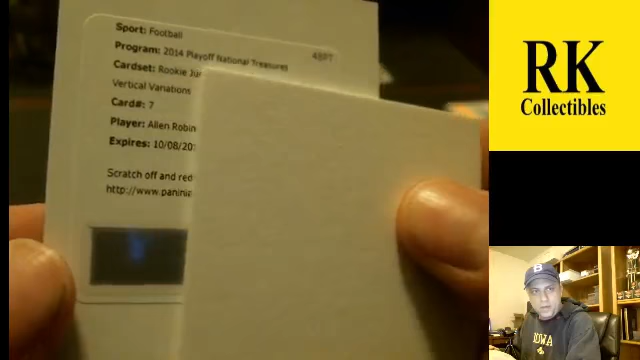 Sport: Football
48PT
Program: 2014 Playoff National Treasures
Cardset: Rookie
Vertical Variations
Card#: 7
Player: Allen Robin
Expires: 10/08/20
Scratch off and red
http://www.panini
RK
Collectibles
B
IOWA